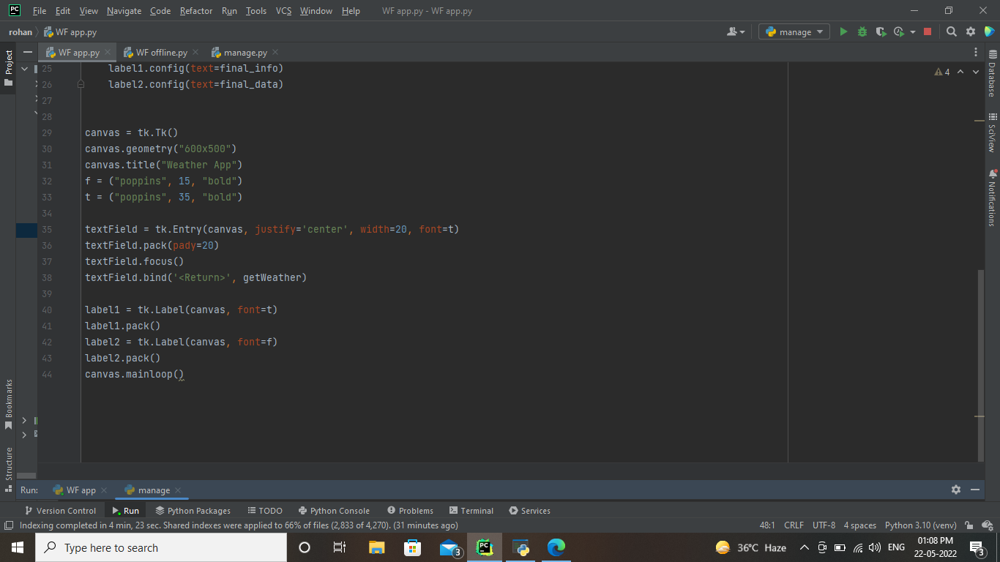 PC File Edit View Navigate Code Refactor Run Tools VCS Window Help WF app.py - WF app.py
rohan WF app.py manage
WF app.py WF offline.py manage.py
Project
Bookmarks
Structure
Database
SciView
Notifications
4
25 label1.config(text=final_info)
26 label2.config(text=final_data)
27
28
29 canvas = tk.Tk()
30 canvas.geometry("600x500")
31 canvas.title("Weather App")
32 f = ("poppins", 15, "bold")
33 t = ("poppins", 35, "bold")
34
35 textField = tk.Entry(canvas, justify='center', width=20, font=t)
36 textField.pack(pady=20)
37 textField.focus()
38 textField.bind('<Return>', getWeather)
39
40 label1 = tk.Label(canvas, font=t)
41 label1.pack()
42 label2 = tk.Label(canvas, font=f)
43 label2.pack()
44 canvas.mainloop()
Run: WF app manage
Version Control Run Python Packages TODO Python Console Problems Terminal Services
Indexing completed in 4 min, 23 sec. Shared indexes were applied to 66% of files (2,833 of 4,270). (31 minutes ago) 48:1 CRLF UTF-8 4 spaces Python 3.10 (venv)
Type here to search 3 PC 36°C Haze ENG 01:08 PM
22-05-2022 3